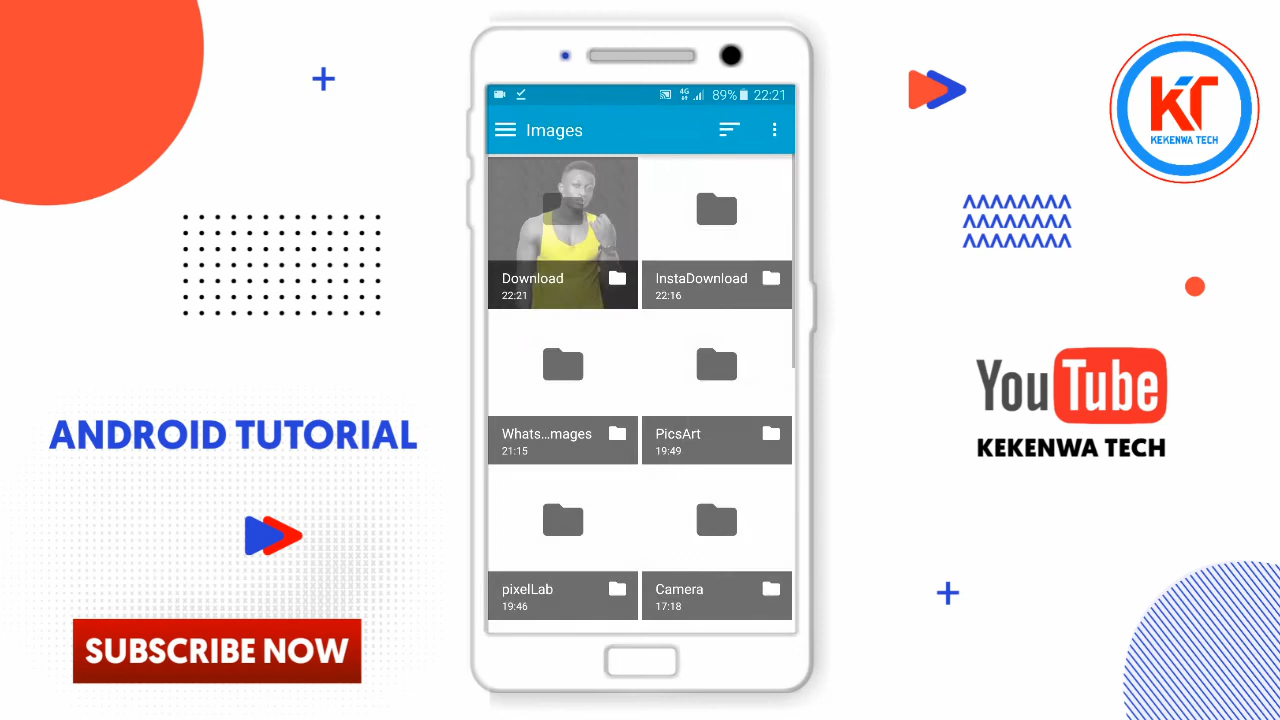 4G 89% 22:21
Images
Download
22:21
InstaDownload
22:16
Whats...mages
21:15
PicsArt
19:49
pixelLab
19:46
Camera
17:18
ANDROID TUTORIAL
SUBSCRIBE NOW
KT
KEKENWA TECH
YouTube
KEKENWA TECH